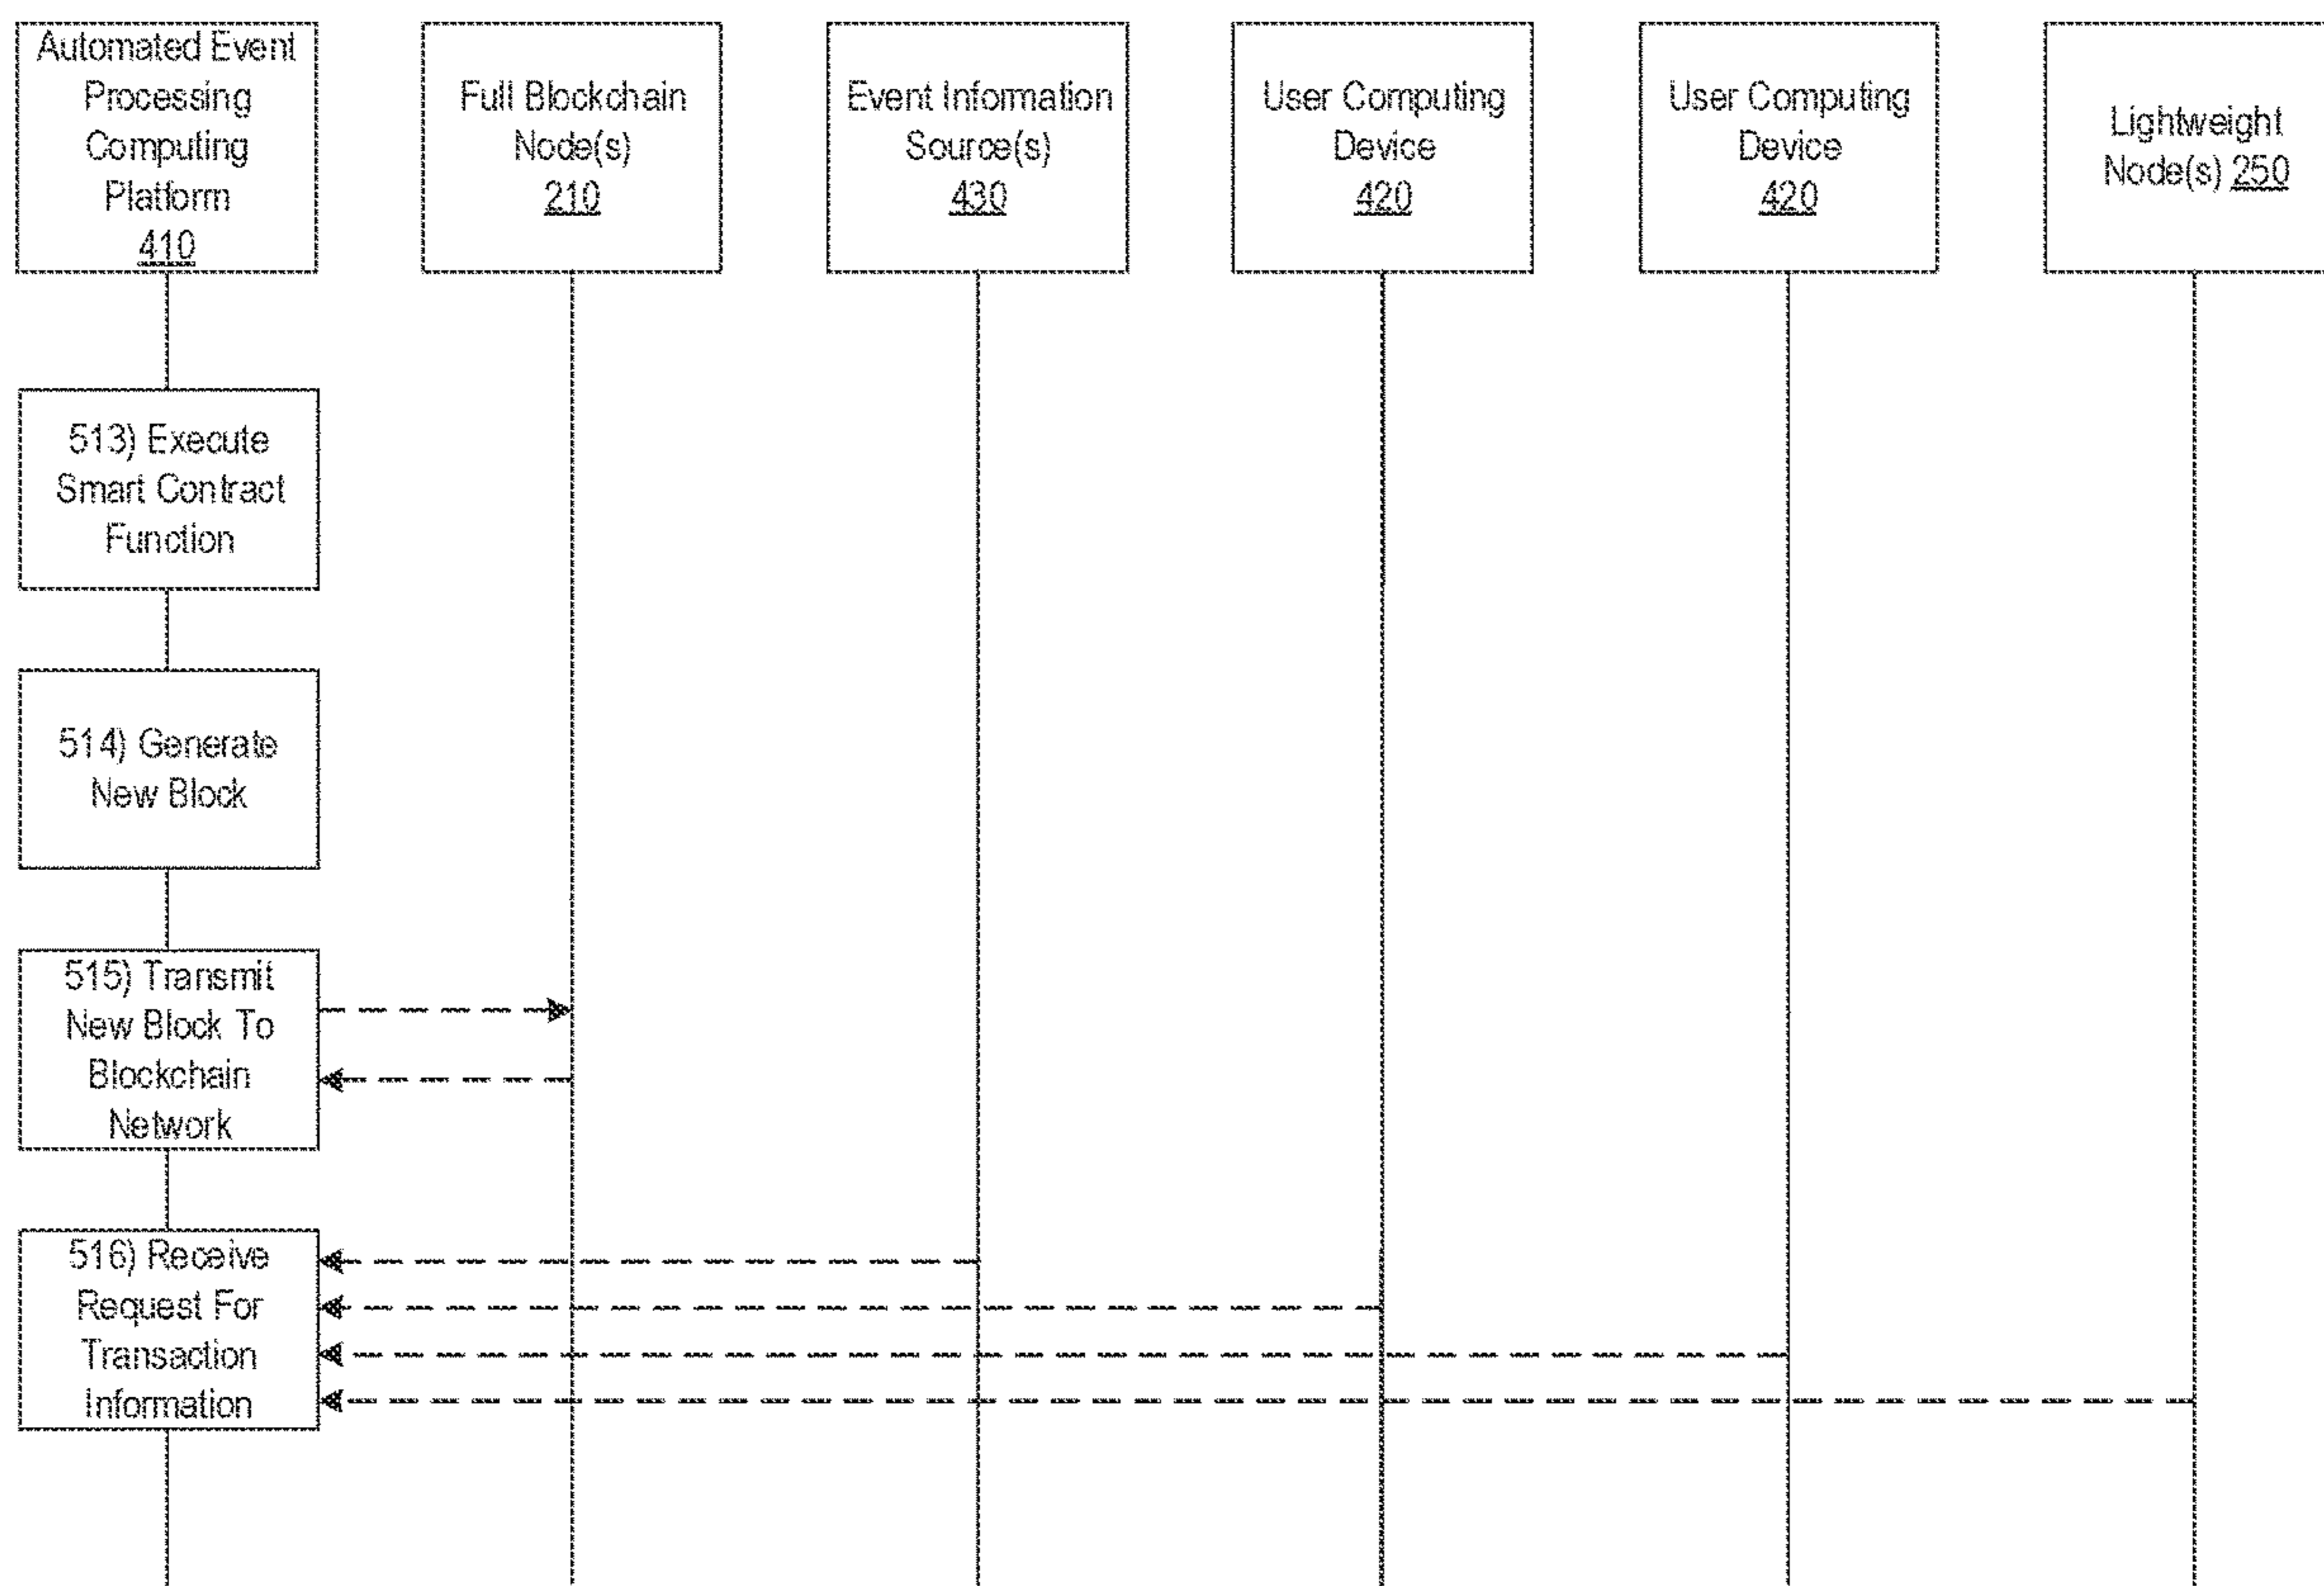 Automated Event
Processing
Computing
Platform
410
Full Blockchain
Node(s)
210
Event Information
Source(s)
430
User Computing
Device
420
User Computing
Device
420
Lightweight
Node(s) 250
513) Execute
Smart Contract
Function
514) Generate
New Block
515) Transmit
New Block To
Blockchain
Network
516) Receive
Request For
Transaction
Information